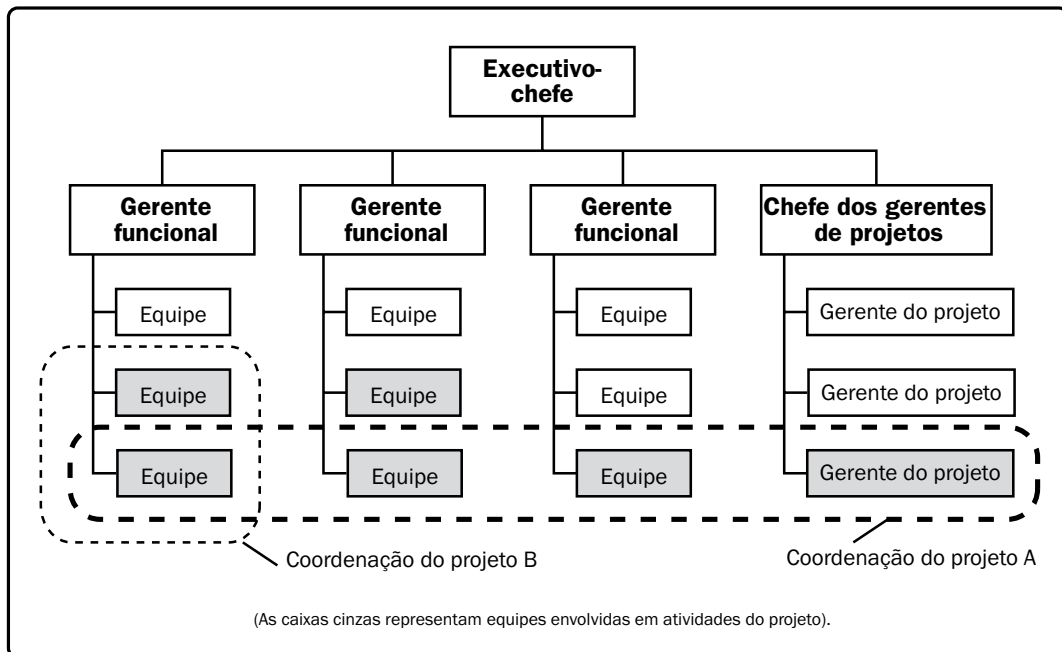 Executivo-
chefe
Gerente
funcional
Gerente
funcional
Gerente
funcional
Chefe dos gerentes
de projetos
Equipe
Equipe
Equipe
Gerente do projeto
Equipe
Equipe
Equipe
Gerente do projeto
Equipe
Equipe
Equipe
Gerente do projeto
Coordenação do projeto B
Coordenação do projeto A
(As caixas cinzas representam equipes envolvidas em atividades do projeto).